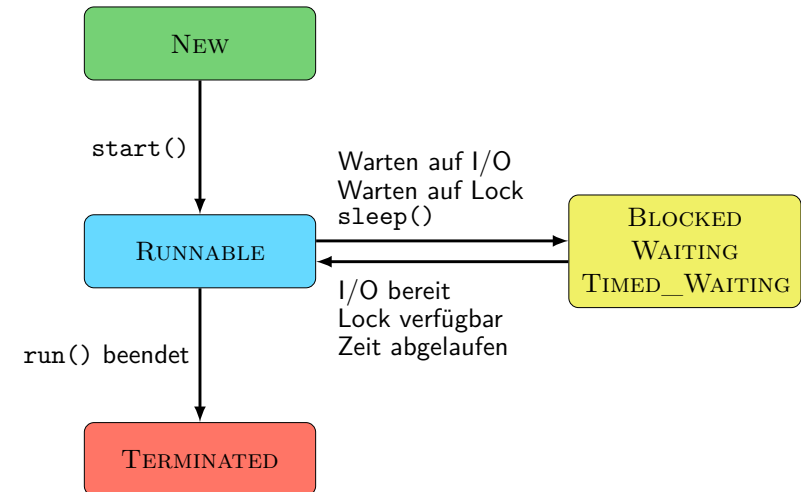 New
start()
Warten auf I/O
Warten auf Lock
sleep()
Runnable
Blocked
Waiting
Timed_Waiting
I/O bereit
Lock verfügbar
Zeit abgelaufen
run() beendet
Terminated